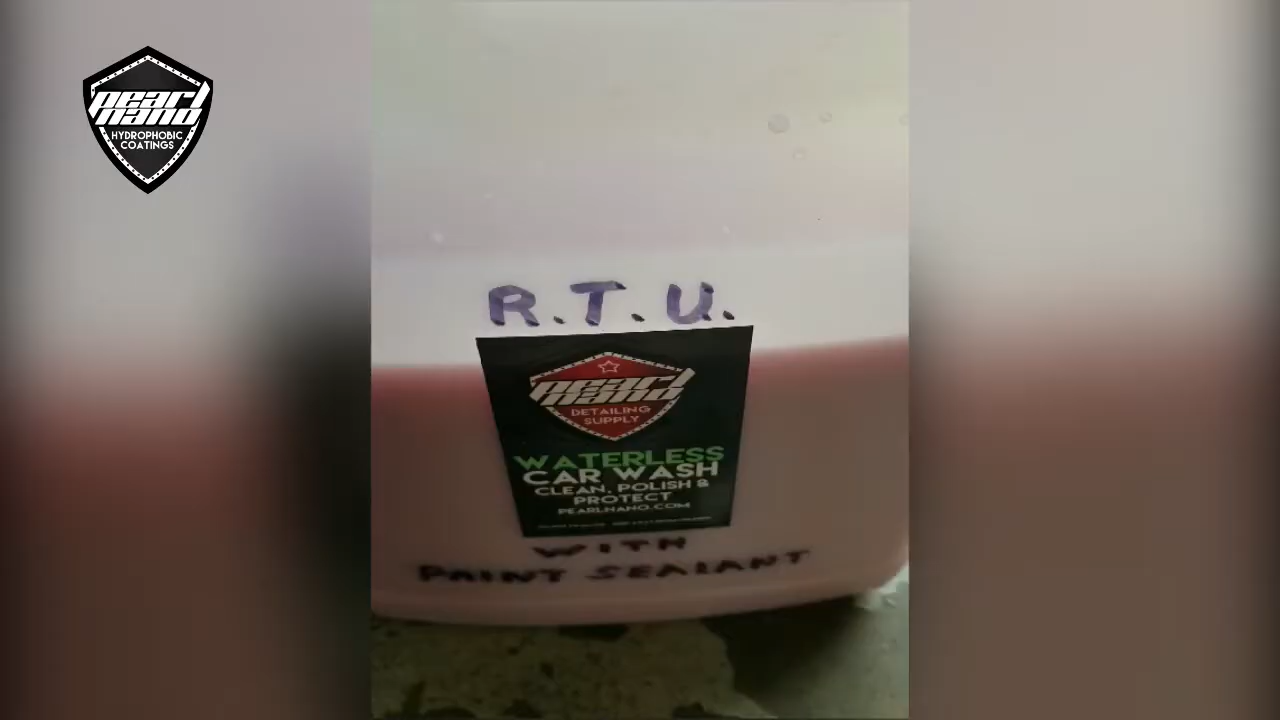 pearl
nano
HYDROPHOBIC
COATINGS
R.T.U.
pearl
nano
DETAILING
SUPPLY
WATERLESS
CAR WASH
CLEAN, POLISH &
PROTECT
PEARLNANO.COM
WITH
PAINT SEALANT